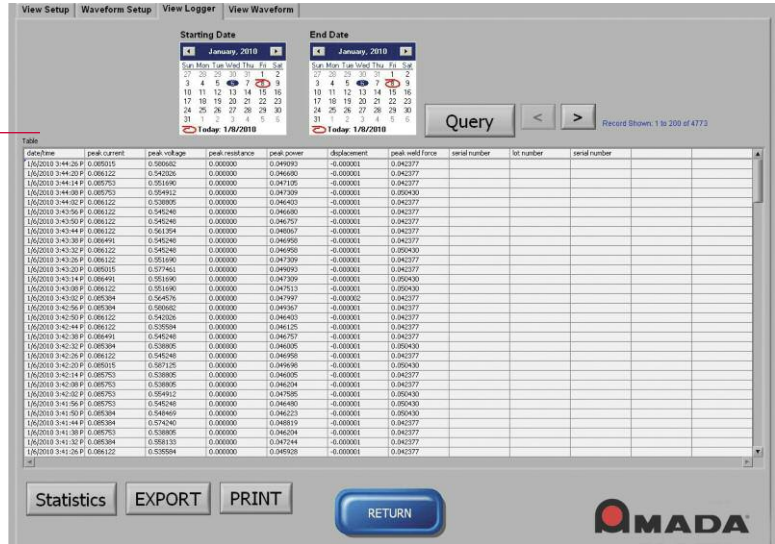 View Setup Waveform Setup View Logger View Waveform
Starting Date End Date
January, 2010 January, 2010
Sun Mon Tue Wed Thu Fri Sat Sun Mon Tue Wed Thu Fri Sat
27 28 29 30 31 1 2 27 28 29 30 31 1 2
3 4 5 6 7 8 9 3 4 5 6 7 8 9
10 11 12 13 14 15 16 10 11 12 13 14 15 16
17 18 19 20 21 22 23 17 18 19 20 21 22 23
24 25 26 27 28 29 30 24 25 26 27 28 29 30
31 1 2 3 4 5 6 31 1 2 3 4 5 6
Today: 1/8/2010 Today: 1/8/2010
Query < > Record Shown: 1 to 200 of 4773
Table
date/time peak current peak voltage peak resistance peak power displacement peak weld force serial number lot number serial number
1/6/2010 3:44:26 P 0.085015 0.580682 0.000000 0.049093 -0.000001 0.042377
1/6/2010 3:44:20 P 0.086122 0.542026 0.000000 0.046680 -0.000001 0.042377
1/6/2010 3:44:14 P 0.085753 0.551690 0.000000 0.047105 -0.000001 0.042377
1/6/2010 3:44:08 P 0.085753 0.554912 0.000000 0.047309 -0.000001 0.050430
1/6/2010 3:44:02 P 0.086122 0.538805 0.000000 0.046403 -0.000001 0.042377
1/6/2010 3:43:56 P 0.086122 0.545248 0.000000 0.046680 -0.000001 0.042377
1/6/2010 3:43:50 P 0.086122 0.545248 0.000000 0.046757 -0.000001 0.042377
1/6/2010 3:43:44 P 0.086122 0.561354 0.000000 0.048067 -0.000001 0.042377
1/6/2010 3:43:38 P 0.086491 0.545248 0.000000 0.046958 -0.000001 0.042377
1/6/2010 3:43:32 P 0.086122 0.545248 0.000000 0.046958 -0.000001 0.050430
1/6/2010 3:43:26 P 0.086122 0.551690 0.000000 0.047309 -0.000001 0.042377
1/6/2010 3:43:20 P 0.085015 0.577461 0.000000 0.049093 -0.000001 0.042377
1/6/2010 3:43:14 P 0.086491 0.551690 0.000000 0.047309 -0.000001 0.050430
1/6/2010 3:43:08 P 0.086122 0.551690 0.000000 0.047513 -0.000001 0.050430
1/6/2010 3:43:02 P 0.085384 0.564576 0.000000 0.047997 -0.000002 0.042377
1/6/2010 3:42:56 P 0.085384 0.580682 0.000000 0.049367 -0.000001 0.042377
1/6/2010 3:42:50 P 0.086122 0.542026 0.000000 0.046403 -0.000001 0.042377
1/6/2010 3:42:44 P 0.086122 0.535584 0.000000 0.046125 -0.000001 0.042377
1/6/2010 3:42:38 P 0.086491 0.545248 0.000000 0.046757 -0.000001 0.042377
1/6/2010 3:42:32 P 0.085384 0.538805 0.000000 0.046005 -0.000001 0.050430
1/6/2010 3:42:26 P 0.086122 0.545248 0.000000 0.046958 -0.000001 0.042377
1/6/2010 3:42:20 P 0.085015 0.587125 0.000000 0.049698 -0.000001 0.050430
1/6/2010 3:42:14 P 0.085753 0.538805 0.000000 0.046005 -0.000001 0.042377
1/6/2010 3:42:08 P 0.085753 0.538805 0.000000 0.046204 -0.000001 0.042377
1/6/2010 3:42:02 P 0.085753 0.554912 0.000000 0.047585 -0.000001 0.042377
1/6/2010 3:41:56 P 0.085753 0.545248 0.000000 0.046480 -0.000001 0.050430
1/6/2010 3:41:50 P 0.085384 0.548469 0.000000 0.046223 -0.000001 0.050430
1/6/2010 3:41:44 P 0.085384 0.574240 0.000000 0.048819 -0.000001 0.042377
1/6/2010 3:41:38 P 0.085753 0.538805 0.000000 0.046204 -0.000001 0.042377
1/6/2010 3:41:32 P 0.085384 0.558133 0.000000 0.047244 -0.000001 0.042377
1/6/2010 3:41:26 P 0.086122 0.535584 0.000000 0.045928 -0.000001 0.042377
Statistics EXPORT PRINT RETURN AMADA